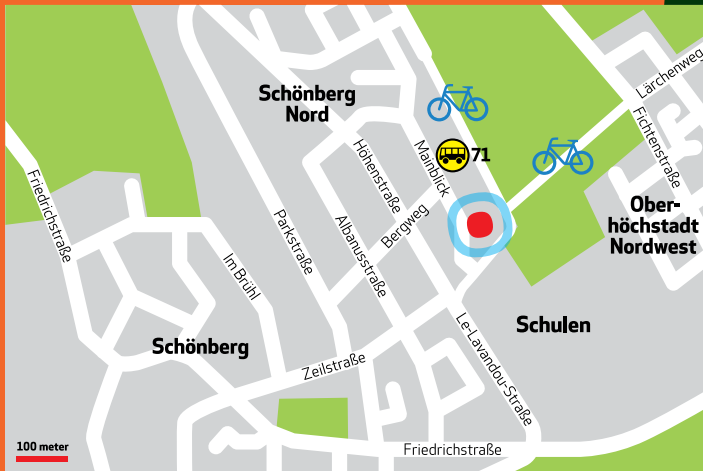 Schönberg
Nord
71
Lärchenweg
Fichtenstraße
Mainblick
Höhenstraße
Friedrichstraße
Parkstraße
Albanusstraße
Bergweg
Ober-
höchstadt
Nordwest
Im Brühl
Schulen
Schönberg
Le-Lavandou-Straße
Zeilstraße
100 meter
Friedrichstraße